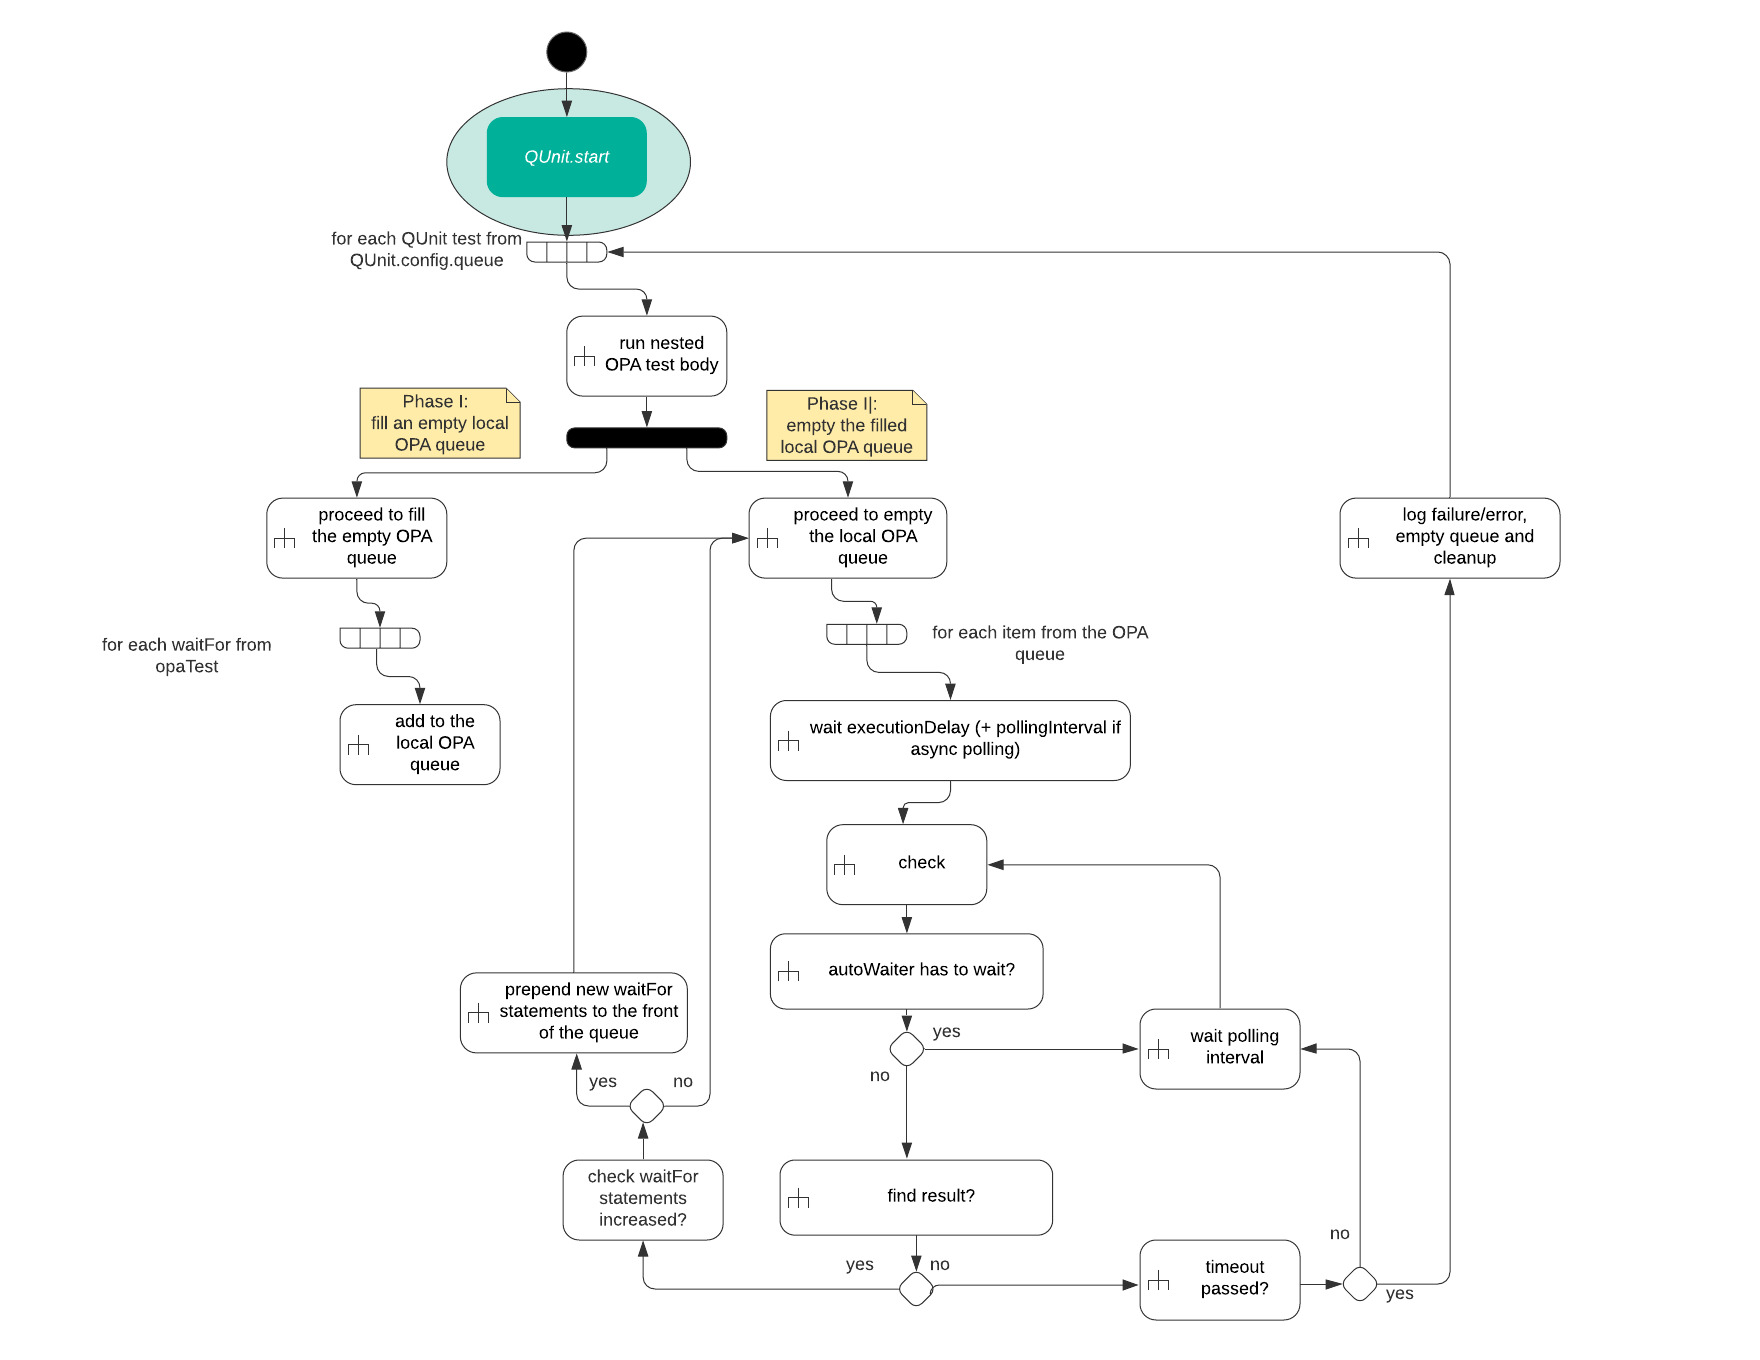 QUnit.start
for each QUnit test from
QUnit.config.queue
run nested
OPA test body
Phase I:
fill an empty local
OPA queue
Phase I|:
empty the filled
local OPA queue
proceed to fill
the empty OPA
queue
proceed to empty
the local OPA
queue
log failure/error,
empty queue and
cleanup
for each waitFor from
opaTest
for each item from the OPA
queue
add to the
local OPA
queue
wait executionDelay (+ pollingInterval if
async polling)
check
autoWaiter has to wait?
prepend new waitFor
statements to the front
of the queue
yes
no
wait polling
interval
yes
no
check waitFor
statements
increased?
find result?
yes
no
timeout
passed?
no
yes